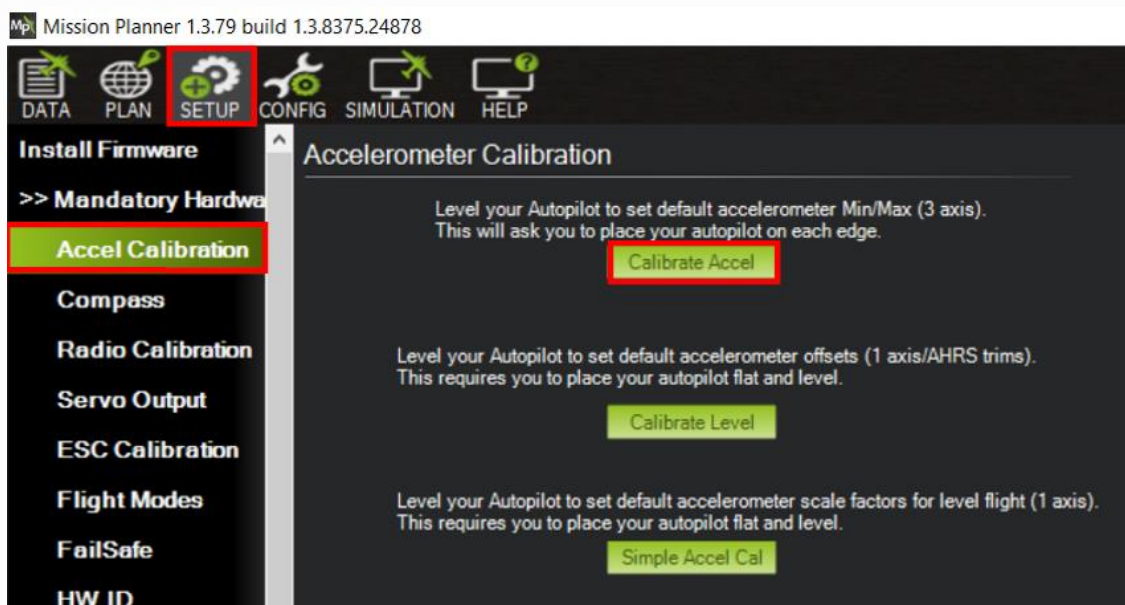 Mission Planner 1.3.79 build 1.3.8375.24878
DATA PLAN SETUP CONFIG SIMULATION HELP
Install Firmware
>> Mandatory Hardwa
Accel Calibration
Compass
Radio Calibration
Servo Output
ESC Calibration
Flight Modes
FailSafe
HW ID
Accelerometer Calibration
Level your Autopilot to set default accelerometer Min/Max (3 axis).
This will ask you to place your autopilot on each edge.
Calibrate Accel
Level your Autopilot to set default accelerometer offsets (1 axis/AHRS trims).
This requires you to place your autopilot flat and level.
Calibrate Level
Level your Autopilot to set default accelerometer scale factors for level flight (1 axis).
This requires you to place your autopilot flat and level.
Simple Accel Cal